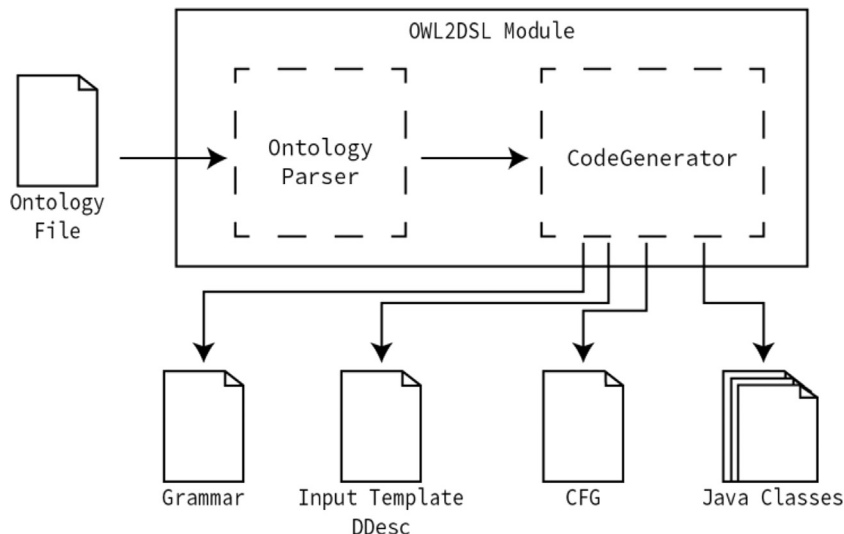 OWL2DSL Module
Ontology
Parser
CodeGenerator
Ontology
File
Grammar
Input Template
DDesc
CFG
Java Classes